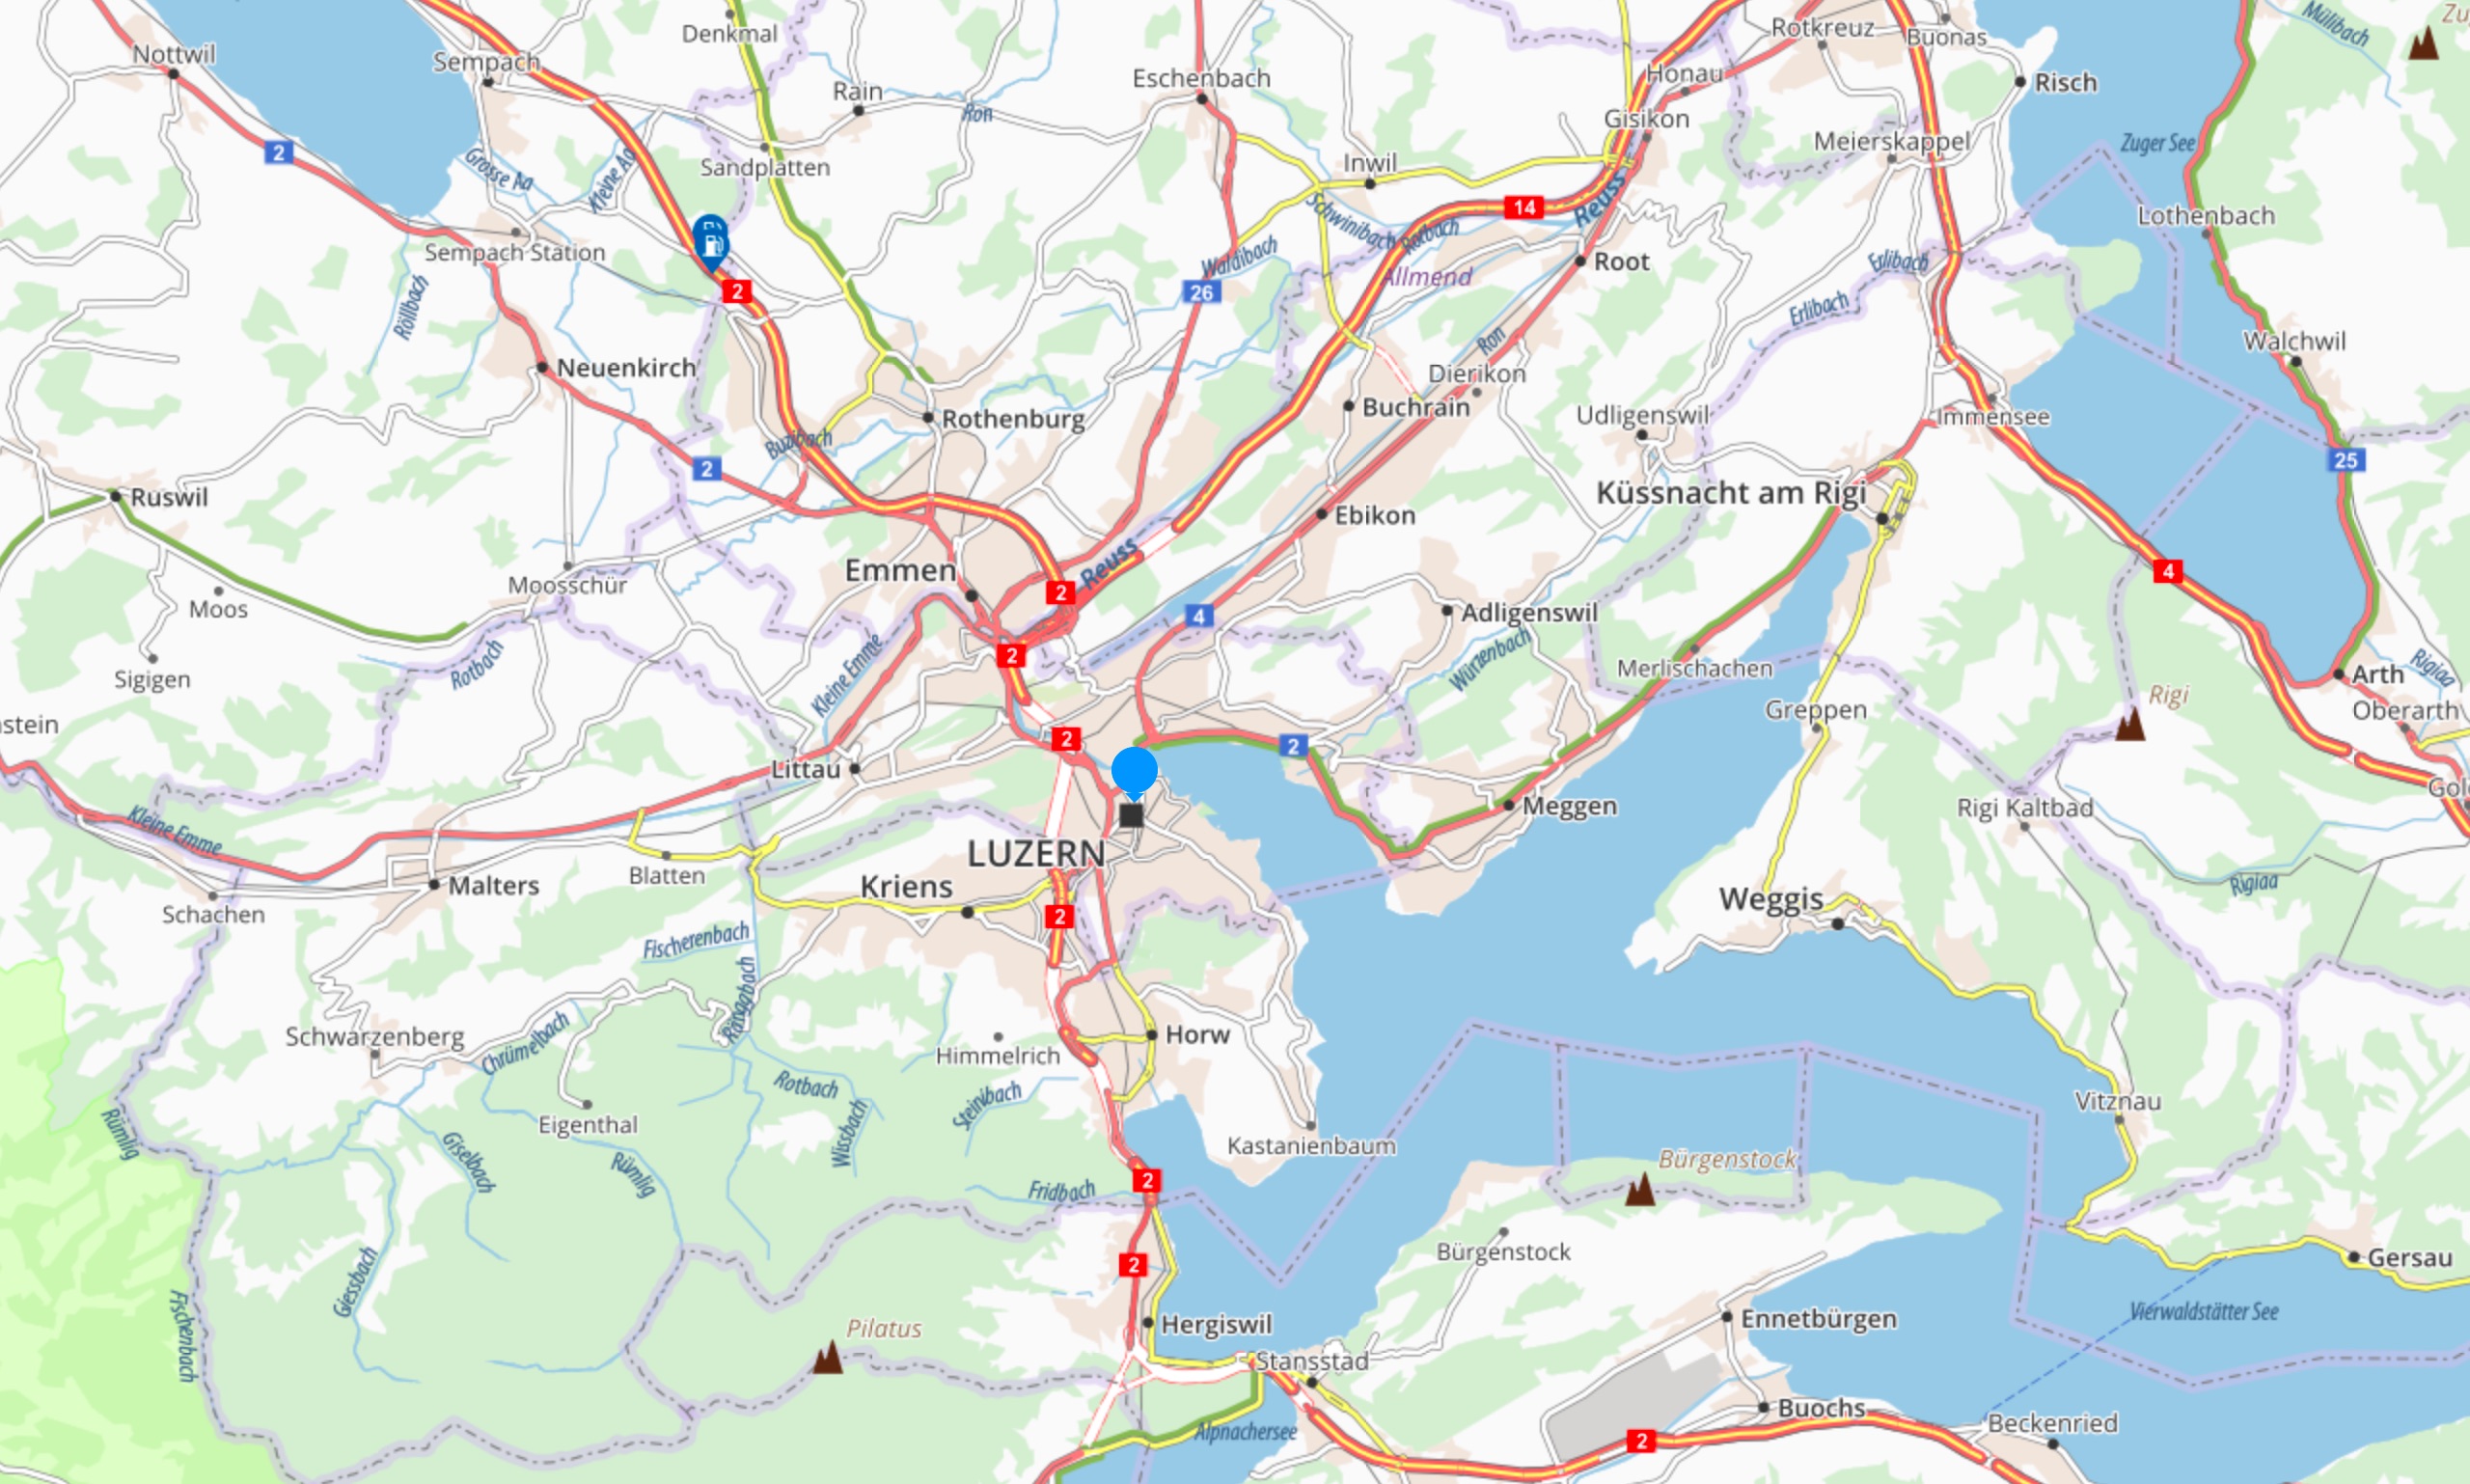 Denkmal
Rotkreuz
Buonas
Mülibach
Zu
Nottwil
Sempach
Eschenbach
Honau
Risch
Rain
Ron
Gisikon
Meierskappel
Zuger See
2
Grosse Aa
Kleine Aa
Sandplatten
Inwil
Reuss
14
Schwinibach
Rotbach
Lothenbach
Sempach Station
Waldibach
Root
Erlibach
Allmend
2
26
Röllbach
Erlibach
Walchwil
Neuenkirch
Ron
Dierikon
Rothenburg
Buchrain
Udligenswil
Immensee
2
25
Ruswil
Küssnacht am Rigi
Ebikon
Emmen
Reuss
4
Moosschür
2
Moos
4
Adligenswil
Kleine Emme
2
Würzenbach
Merlischachen
Sigigen
Rotbach
Arth
Rigiaa
Rigi
Greppen
Oberarth
stein
2
2
Littau
Meggen
Rigi Kaltbad
Gol
Kleine Emme
LUZERN
Blatten
Malters
Kriens
Rigiaa
Weggis
Schachen
2
Fischerenbach
Ränggbach
Schwarzenberg
Chrümelbach
Himmelrich
Horw
Rotbach
Steinibach
Vitznau
Rümlig
Eigenthal
Wissbach
Kastanienbaum
Giselbach
Rümlig
Bürgenstock
2
Fridbach
Bürgenstock
Gersau
2
Giessbach
Fischenbach
Vierwaldstätter See
Pilatus
Hergiswil
Ennetbürgen
Stansstad
Buochs
Beckenried
Alpnachersee
2